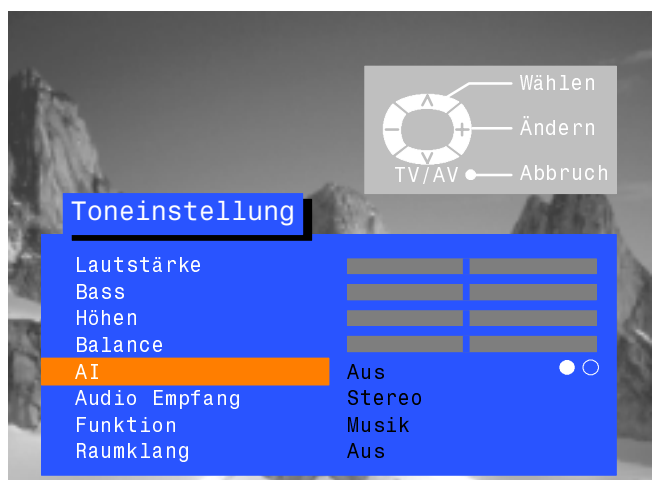 Wählen
Ändern
TV/AV Abbruch
Toneinstellung
Lautstärke
Bass
Höhen
Balance
AI Aus
Audio Empfang Stereo
Funktion Musik
Raumklang Aus